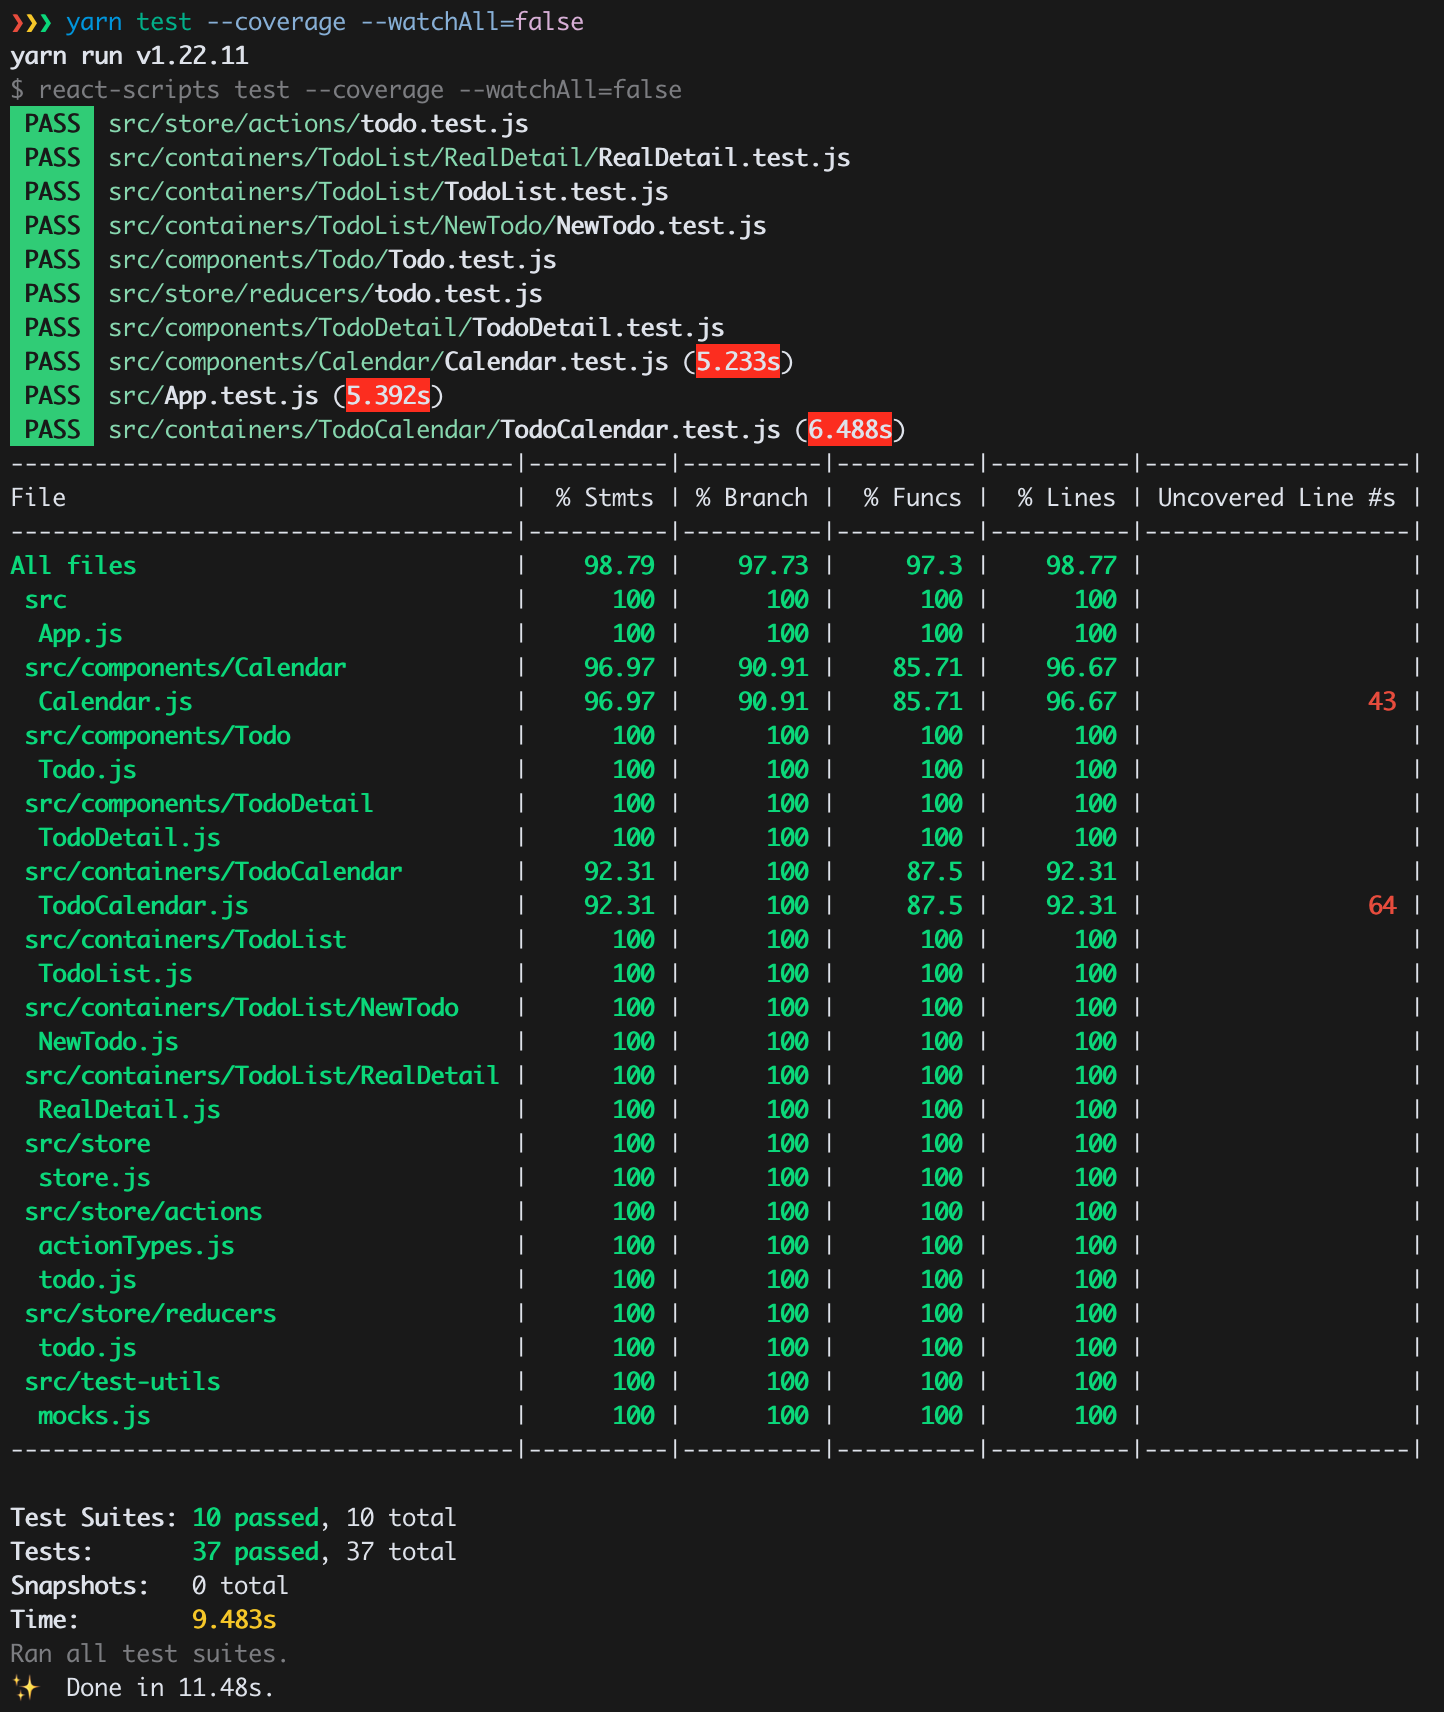 ❯❯❯ yarn test --coverage --watchAll=false
yarn run v1.22.11
$ react-scripts test --coverage --watchAll=false
PASS src/store/actions/todo.test.js
PASS src/containers/TodoList/RealDetail/RealDetail.test.js
PASS src/containers/TodoList/TodoList.test.js
PASS src/containers/TodoList/NewTodo/NewTodo.test.js
PASS src/components/Todo/Todo.test.js
PASS src/store/reducers/todo.test.js
PASS src/components/TodoDetail/TodoDetail.test.js
PASS src/components/Calendar/Calendar.test.js (5.233s)
PASS src/App.test.js (5.392s)
PASS src/containers/TodoCalendar/TodoCalendar.test.js (6.488s)
------------------------------------|----------|----------|----------|----------|-------------------|
File                                |  % Stmts | % Branch |  % Funcs |  % Lines | Uncovered Line #s |
------------------------------------|----------|----------|----------|----------|-------------------|
All files                           |    98.79 |    97.73 |     97.3 |    98.77 |                   |
 src                                |      100 |      100 |      100 |      100 |                   |
  App.js                            |      100 |      100 |      100 |      100 |                   |
 src/components/Calendar            |    96.97 |    90.91 |    85.71 |    96.67 |                   |
  Calendar.js                       |    96.97 |    90.91 |    85.71 |    96.67 |                43 |
 src/components/Todo                |      100 |      100 |      100 |      100 |                   |
  Todo.js                           |      100 |      100 |      100 |      100 |                   |
 src/components/TodoDetail          |      100 |      100 |      100 |      100 |                   |
  TodoDetail.js                     |      100 |      100 |      100 |      100 |                   |
 src/containers/TodoCalendar        |    92.31 |      100 |     87.5 |    92.31 |                   |
  TodoCalendar.js                   |    92.31 |      100 |     87.5 |    92.31 |                64 |
 src/containers/TodoList            |      100 |      100 |      100 |      100 |                   |
  TodoList.js                       |      100 |      100 |      100 |      100 |                   |
 src/containers/TodoList/NewTodo    |      100 |      100 |      100 |      100 |                   |
  NewTodo.js                        |      100 |      100 |      100 |      100 |                   |
 src/containers/TodoList/RealDetail |      100 |      100 |      100 |      100 |                   |
  RealDetail.js                     |      100 |      100 |      100 |      100 |                   |
 src/store                          |      100 |      100 |      100 |      100 |                   |
  store.js                          |      100 |      100 |      100 |      100 |                   |
 src/store/actions                  |      100 |      100 |      100 |      100 |                   |
  actionTypes.js                    |      100 |      100 |      100 |      100 |                   |
  todo.js                           |      100 |      100 |      100 |      100 |                   |
 src/store/reducers                 |      100 |      100 |      100 |      100 |                   |
  todo.js                           |      100 |      100 |      100 |      100 |                   |
 src/test-utils                     |      100 |      100 |      100 |      100 |                   |
  mocks.js                          |      100 |      100 |      100 |      100 |                   |
------------------------------------|----------|----------|----------|----------|-------------------|
Test Suites: 10 passed, 10 total
Tests:       37 passed, 37 total
Snapshots:   0 total
Time:        9.483s
Ran all test suites.
✨  Done in 11.48s.